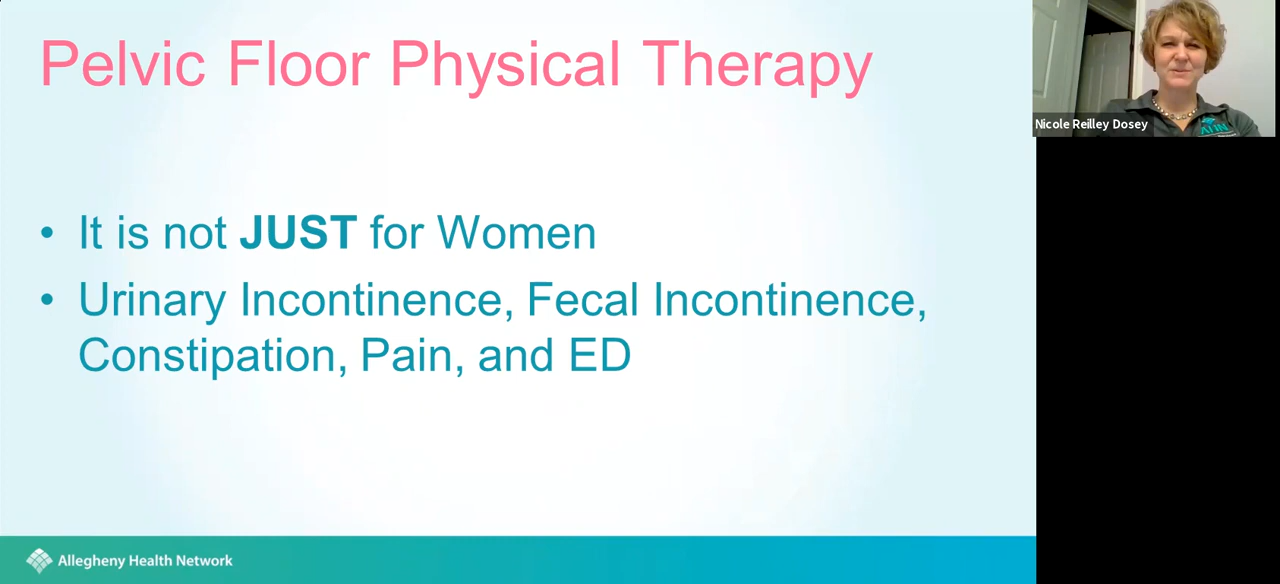 Pelvic Floor Physical Therapy
Nicole Reilley Dosey
AHN
• It is not JUST for Women
• Urinary Incontinence, Fecal Incontinence,
Constipation, Pain, and ED
Allegheny Health Network